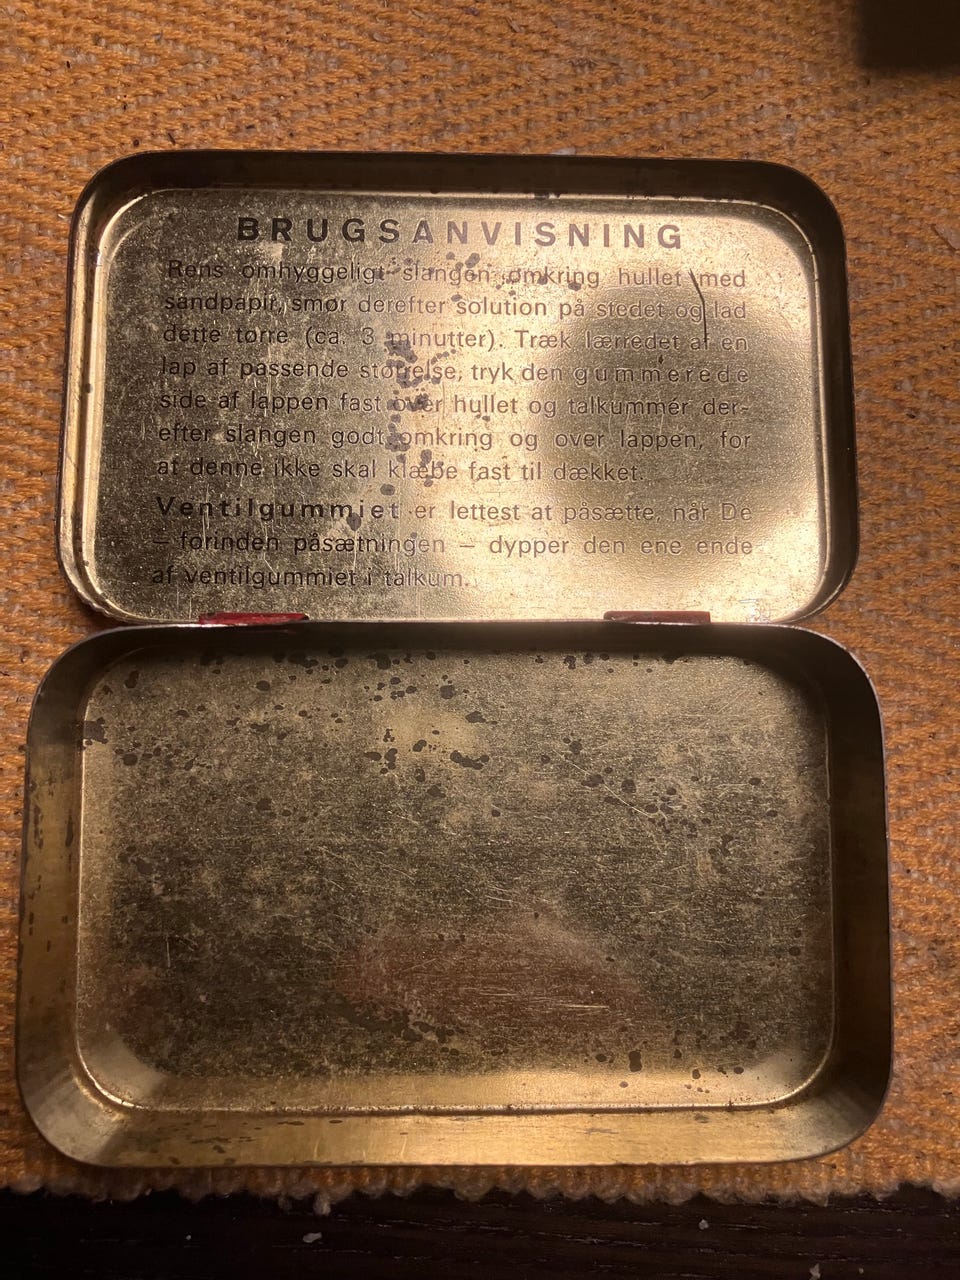 BRUGSANVISNING
Rens omhyggeligt slangen omkring hullet med
sandpapir, smør derefter solution på stedet og lad
dette tørre (ca. 3 minutter). Træk lærredet af en
lap af passende størrelse, tryk den gummerede
side af lappen fast over hullet og talkummér der-
efter slangen godt omkring og over lappen, for
at denne ikke skal klæbe fast til dækket.
Ventilgummiet er lettest at påsætte, når De
— forinden påsætningen — dypper den ene ende
af ventilgummiet i talkum.